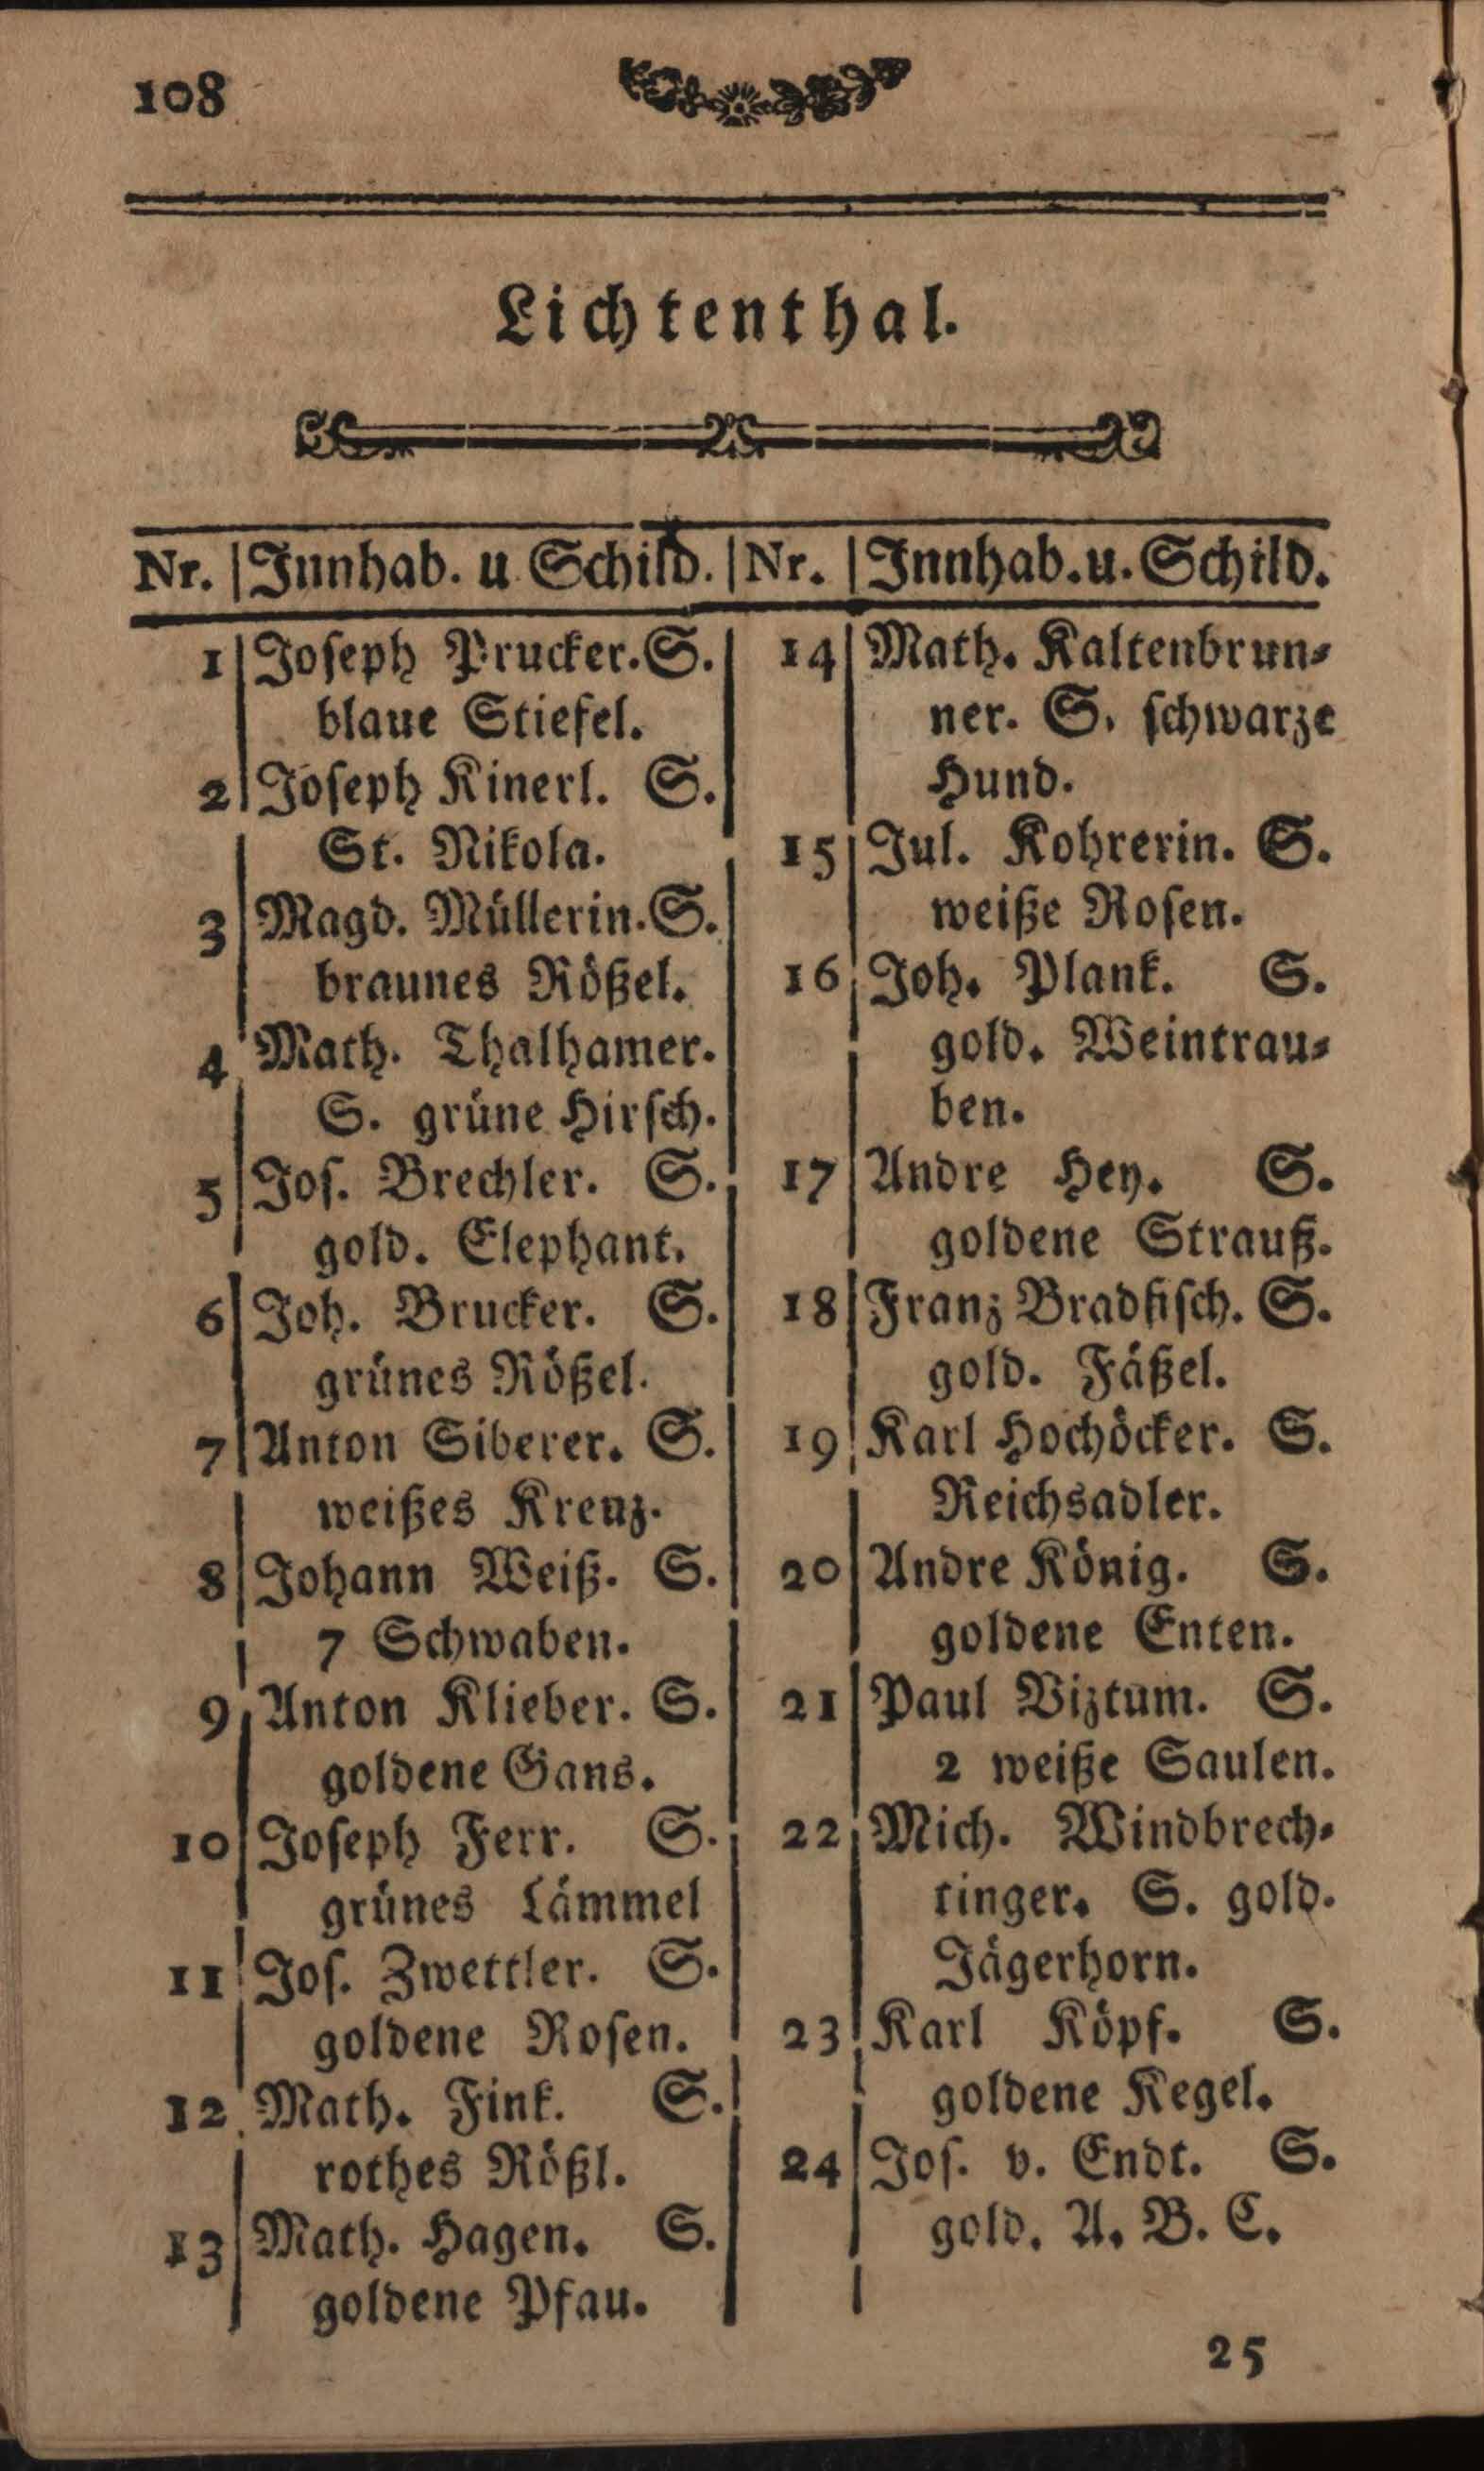 108
Lichtenthal.
Nr. Innhab. u Schild. Nr. Innhab. u. Schild.
1 Joseph Prucker. S.
blaue Stiefel.
2 Joseph Kinerl. S.
St. Nikola.
3 Magd. Müllerin. S.
braunes Rößel.
4 Math. Thalhamer.
S. grüne Hirsch.
5 Jos. Brechler. S.
gold. Elephant.
6 Joh. Brucker. S.
grünes Rößel.
7 Anton Siberer. S.
weißes Kreuz.
8 Johann Weiß. S.
7 Schwaben.
9 Anton Klieber. S.
goldene Gans.
10 Joseph Ferr. S.
grünes Lämmel
11 Jos. Zwettler. S.
goldene Rosen.
12 Math. Fink. S.
rothes Rößl.
13 Math. Hagen. S.
goldene Pfau.
14 Math. Kaltenbrun-
ner. S. schwarze
Hund.
15 Jul. Kohrerin. S.
weiße Rosen.
16 Joh. Plank. S.
gold. Weintrau-
ben.
17 Andre Hey. S.
goldene Strauß.
18 Franz Bradfisch. S.
gold. Fäßel.
19 Karl Hochöcker. S.
Reichsadler.
20 Andre König. S.
goldene Enten.
21 Paul Viztum. S.
2 weiße Saulen.
22 Mich. Windbrech-
tinger. S. gold.
Jägerhorn.
23 Karl Köpf. S.
goldene Kegel.
24 Jos. v. Endt. S.
gold. A. B. C.
25